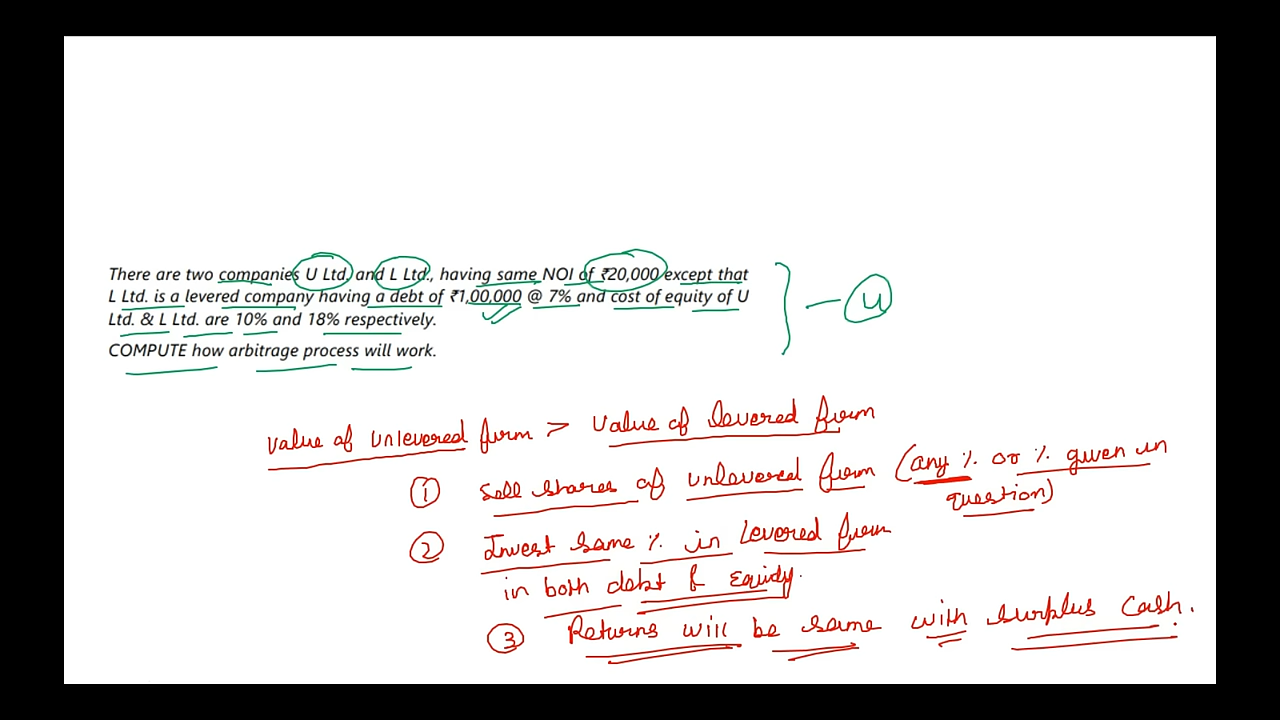 There are two companies U Ltd. and L Ltd., having same NOI of ₹20,000 except that
L Ltd. is a levered company having a debt of ₹1,00,000 @ 7% and cost of equity of U
Ltd. & L Ltd. are 10% and 18% respectively.
COMPUTE how arbitrage process will work.
U
value of unlevered firm > value of levered firm
① Sell shares of unlevered firm (any % or % given in
question)
② Invest same % in levered firm
in both debt & equity.
③ Returns will be same with surplus cash.